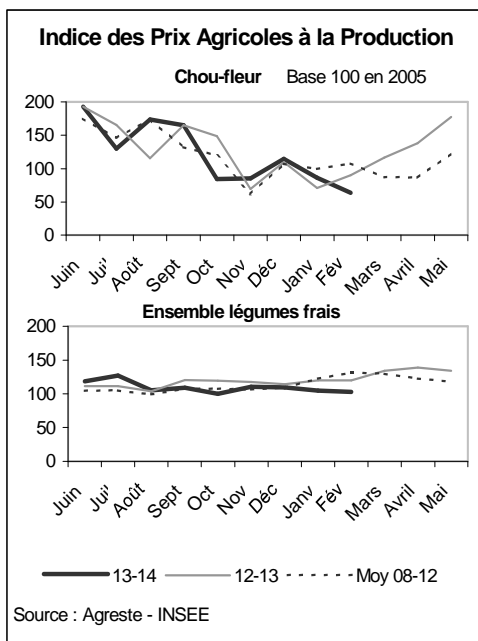 Indice des Prix Agricoles à la Production
Chou-fleur Base 100 en 2005
200
150
100
50
0
Juin Jui' Août Sept Oct Nov Déc Janv Fév Mars Avril Mai
Ensemble légumes frais
200
150
100
50
0
Juin Jui' Août Sept Oct Nov Déc Janv Fév Mars Avril Mai
13-14 12-13 Moy 08-12
Source : Agreste - INSEE